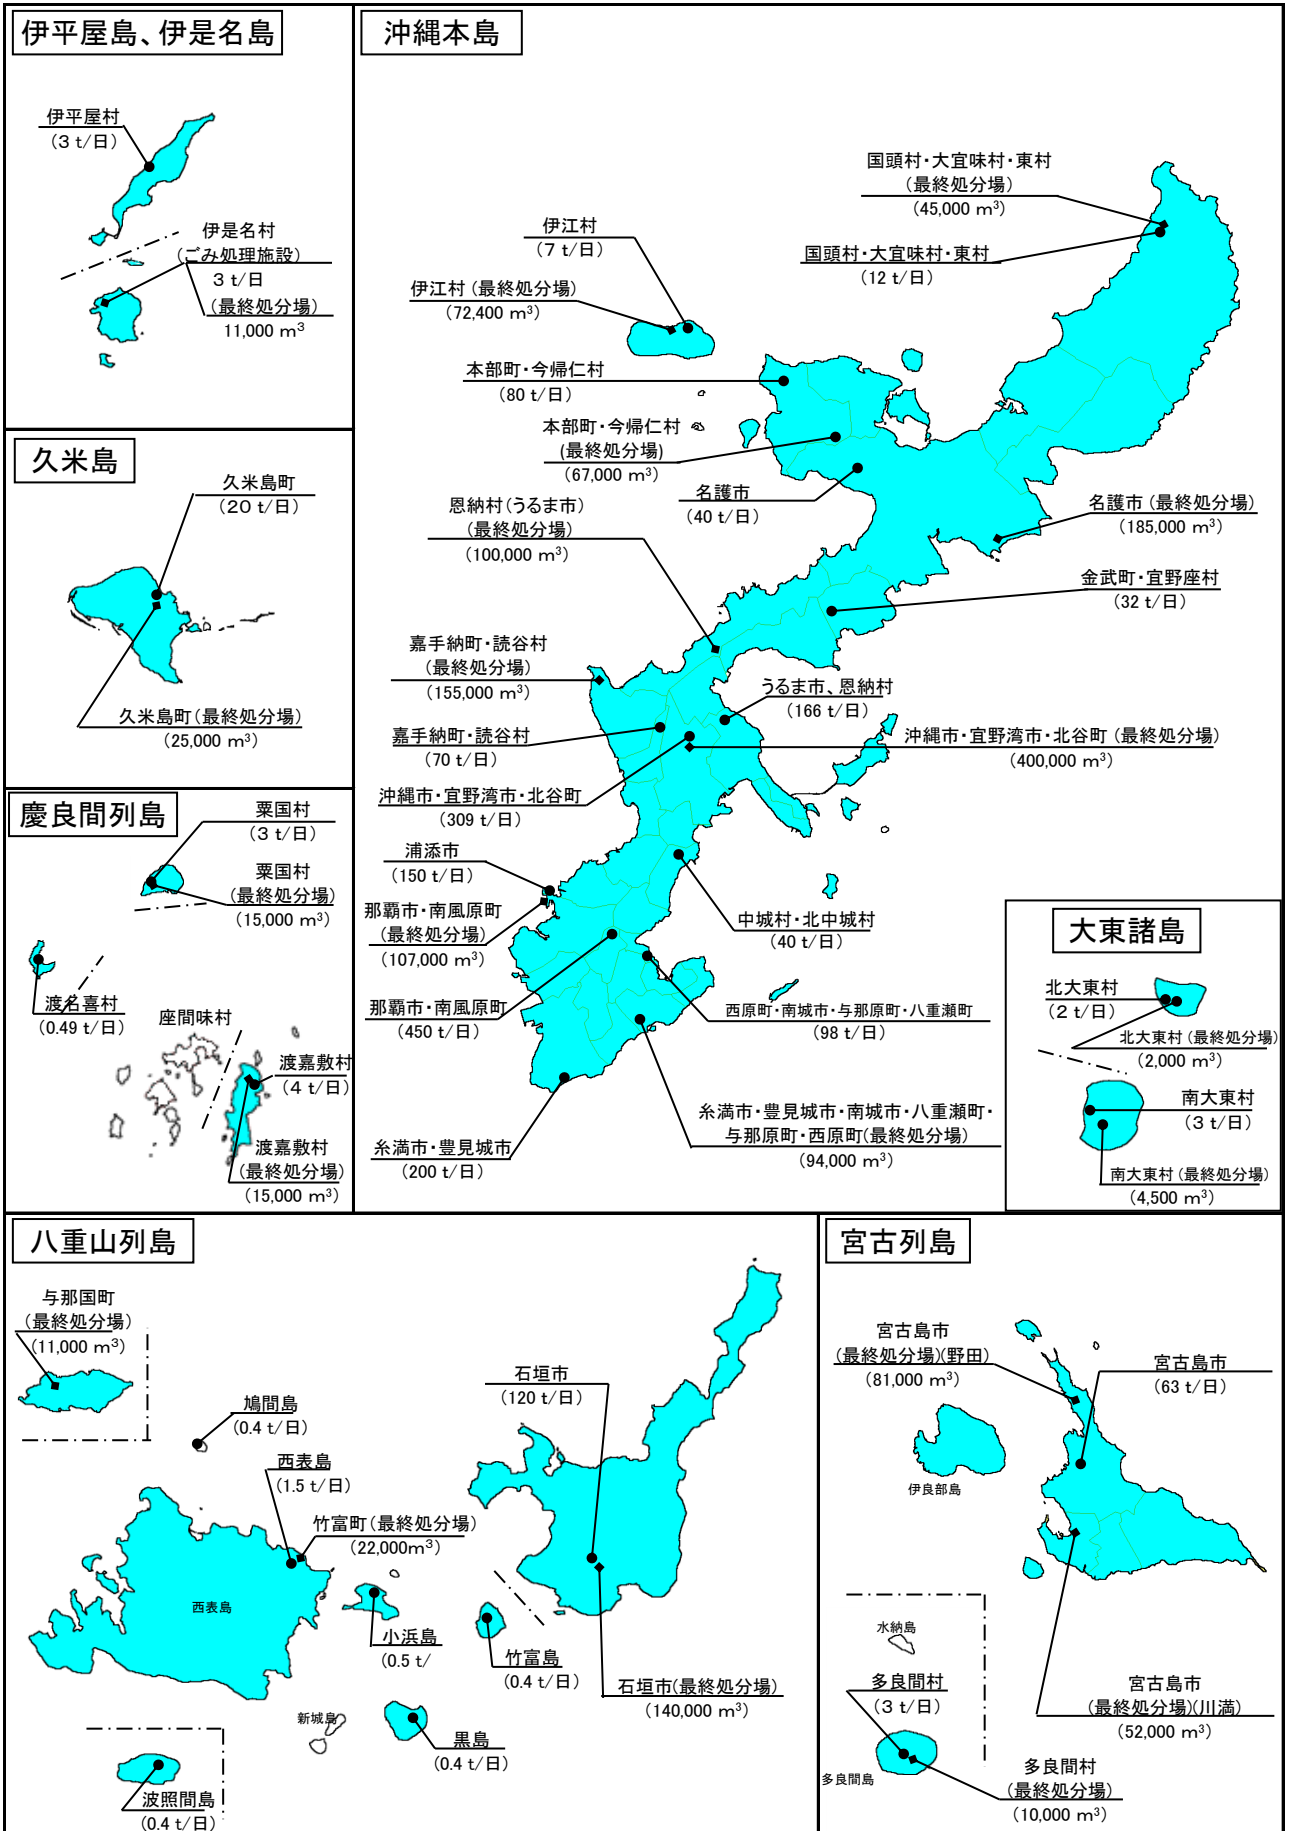 伊平屋島、伊是名島
伊平屋村
(3 t/日)
伊是名村
(ごみ処理施設)
3 t/日
(最終処分場)
11,000 m³
久米島
久米島町
(20 t/日)
久米島町(最終処分場)
(25,000 m³)
慶良間列島
粟国村
(3 t/日)
粟国村
(最終処分場)
(15,000 m³)
渡名喜村
(0.49 t/日)
座間味村
渡嘉敷村
(4 t/日)
渡嘉敷村
(最終処分場)
(15,000 m³)
沖縄本島
国頭村・大宜味村・東村
(最終処分場)
(45,000 m³)
国頭村・大宜味村・東村
(12 t/日)
伊江村
(7 t/日)
伊江村(最終処分場)
(72,400 m³)
本部町・今帰仁村
(80 t/日)
本部町・今帰仁村
(最終処分場)
(67,000 m³)
名護市
(40 t/日)
名護市(最終処分場)
(185,000 m³)
恩納村(うるま市)
(最終処分場)
(100,000 m³)
金武町・宜野座村
(32 t/日)
嘉手納町・読谷村
(最終処分場)
(155,000 m³)
うるま市、恩納村
(166 t/日)
嘉手納町・読谷村
(70 t/日)
沖縄市・宜野湾市・北谷町(最終処分場)
(400,000 m³)
沖縄市・宜野湾市・北谷町
(309 t/日)
浦添市
(150 t/日)
那覇市・南風原町
(最終処分場)
(107,000 m³)
中城村・北中城村
(40 t/日)
那覇市・南風原町
(450 t/日)
西原町・南城市・与那原町・八重瀬町
(98 t/日)
糸満市・豊見城市・南城市・八重瀬町・
与那原町・西原町(最終処分場)
(94,000 m³)
糸満市・豊見城市
(200 t/日)
大東諸島
北大東村
(2 t/日)
北大東村(最終処分場)
(2,000 m³)
南大東村
(3 t/日)
南大東村(最終処分場)
(4,500 m³)
八重山列島
与那国町
(最終処分場)
(11,000 m³)
鳩間島
(0.4 t/日)
西表島
(1.5 t/日)
竹富町(最終処分場)
(22,000m³)
西表島
石垣市
(120 t/日)
小浜島
(0.5 t/
竹富島
(0.4 t/日)
石垣市(最終処分場)
(140,000 m³)
新城島
黒島
(0.4 t/日)
波照間島
(0.4 t/日)
宮古列島
宮古島市
(最終処分場)(野田)
(81,000 m³)
宮古島市
(63 t/日)
伊良部島
水納島
多良間村
(3 t/日)
多良間島
宮古島市
(最終処分場)(川満)
(52,000 m³)
多良間村
(最終処分場)
(10,000 m³)